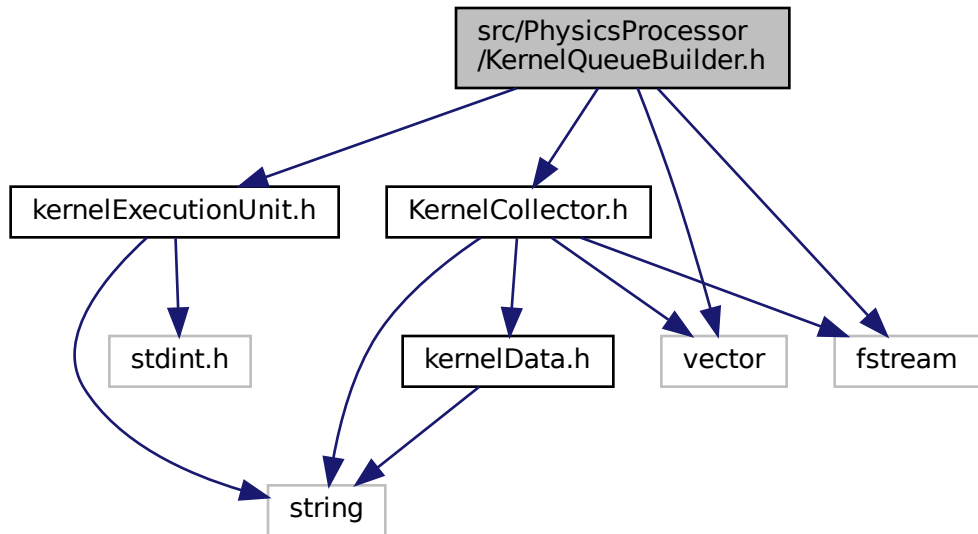 src/PhysicsProcessor
/KernelQueueBuilder.h
kernelExecutionUnit.h
KernelCollector.h
stdint.h
kernelData.h
vector
fstream
string